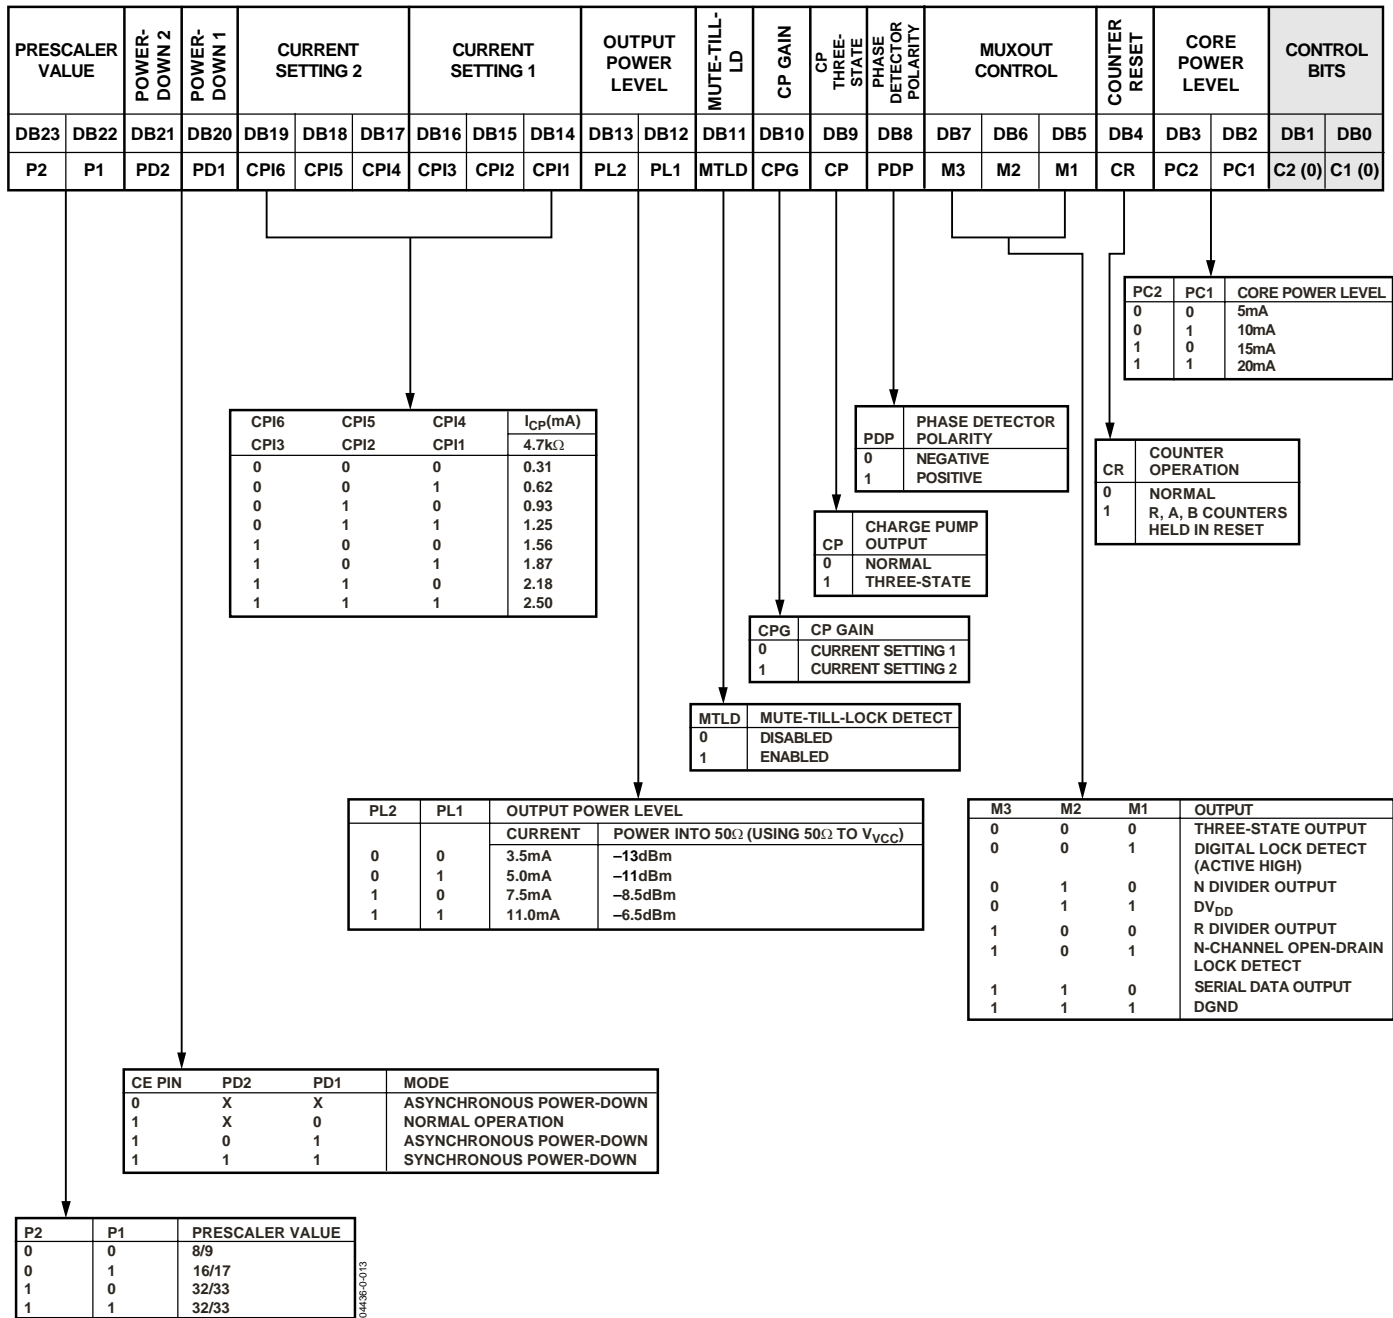 PRESCALER VALUE POWER-DOWN 2 POWER-DOWN 1 CURRENT SETTING 2 CURRENT SETTING 1 OUTPUT POWER LEVEL MUTE-TILL-LD CP GAIN CP THREE-STATE PHASE DETECTOR POLARITY MUXOUT CONTROL COUNTER RESET CORE POWER LEVEL CONTROL BITS
DB23 DB22 DB21 DB20 DB19 DB18 DB17 DB16 DB15 DB14 DB13 DB12 DB11 DB10 DB9 DB8 DB7 DB6 DB5 DB4 DB3 DB2 DB1 DB0
P2 P1 PD2 PD1 CPI6 CPI5 CPI4 CPI3 CPI2 CPI1 PL2 PL1 MTLD CPG CP PDP M3 M2 M1 CR PC2 PC1 C2 (0) C1 (0)
PC2 PC1 CORE POWER LEVEL
0 0 5mA
0 1 10mA
1 0 15mA
1 1 20mA
CPI6 CPI5 CPI4 ICP(mA)
CPI3 CPI2 CPI1 4.7kΩ
0 0 0 0.31
0 0 1 0.62
0 1 0 0.93
0 1 1 1.25
1 0 0 1.56
1 0 1 1.87
1 1 0 2.18
1 1 1 2.50
PDP PHASE DETECTOR POLARITY
0 NEGATIVE
1 POSITIVE
CR COUNTER OPERATION
0 NORMAL
1 R, A, B COUNTERS
HELD IN RESET
CP CHARGE PUMP OUTPUT
0 NORMAL
1 THREE-STATE
CPG CP GAIN
0 CURRENT SETTING 1
1 CURRENT SETTING 2
MTLD MUTE-TILL-LOCK DETECT
0 DISABLED
1 ENABLED
PL2 PL1 OUTPUT POWER LEVEL
CURRENT POWER INTO 50Ω (USING 50Ω TO VVCC)
0 0 3.5mA –13dBm
0 1 5.0mA –11dBm
1 0 7.5mA –8.5dBm
1 1 11.0mA –6.5dBm
M3 M2 M1 OUTPUT
0 0 0 THREE-STATE OUTPUT
0 0 1 DIGITAL LOCK DETECT
(ACTIVE HIGH)
0 1 0 N DIVIDER OUTPUT
0 1 1 DVDD
1 0 0 R DIVIDER OUTPUT
1 0 1 N-CHANNEL OPEN-DRAIN
LOCK DETECT
1 1 0 SERIAL DATA OUTPUT
1 1 1 DGND
CE PIN PD2 PD1 MODE
0 X X ASYNCHRONOUS POWER-DOWN
1 X 0 NORMAL OPERATION
1 0 1 ASYNCHRONOUS POWER-DOWN
1 1 1 SYNCHRONOUS POWER-DOWN
P2 P1 PRESCALER VALUE
0 0 8/9
0 1 16/17
1 0 32/33
1 1 32/33
04436-0-013